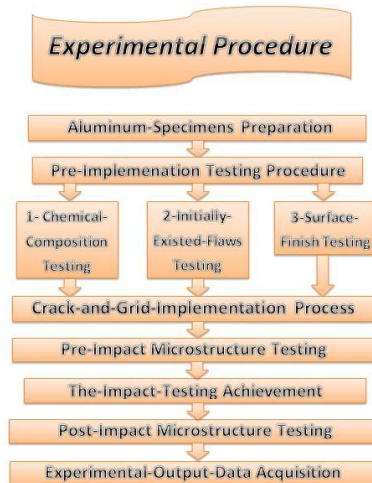 Experimental Procedure
Aluminum-Specimens Preparation
Pre-Implemenation Testing Procedure
1- Chemical-
Composition
Testing
2-Initially-
Existed-Flaws
Testing
3-Surface-
Finish Testing
Crack-and-Grid-Implementation Process
Pre-Impact Microstructure Testing
The-Impact-Testing Achievement
Post-Impact Microstructure Testing
Experimental-Output-Data Acquisition